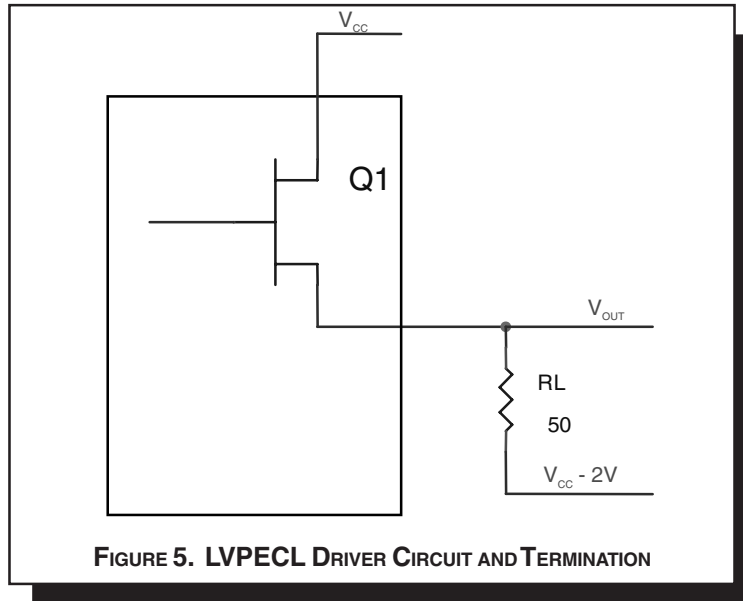 V_CC
Q1
V_OUT
RL
50
V_CC - 2V
FIGURE 5. LVPECL DRIVER CIRCUIT AND TERMINATION